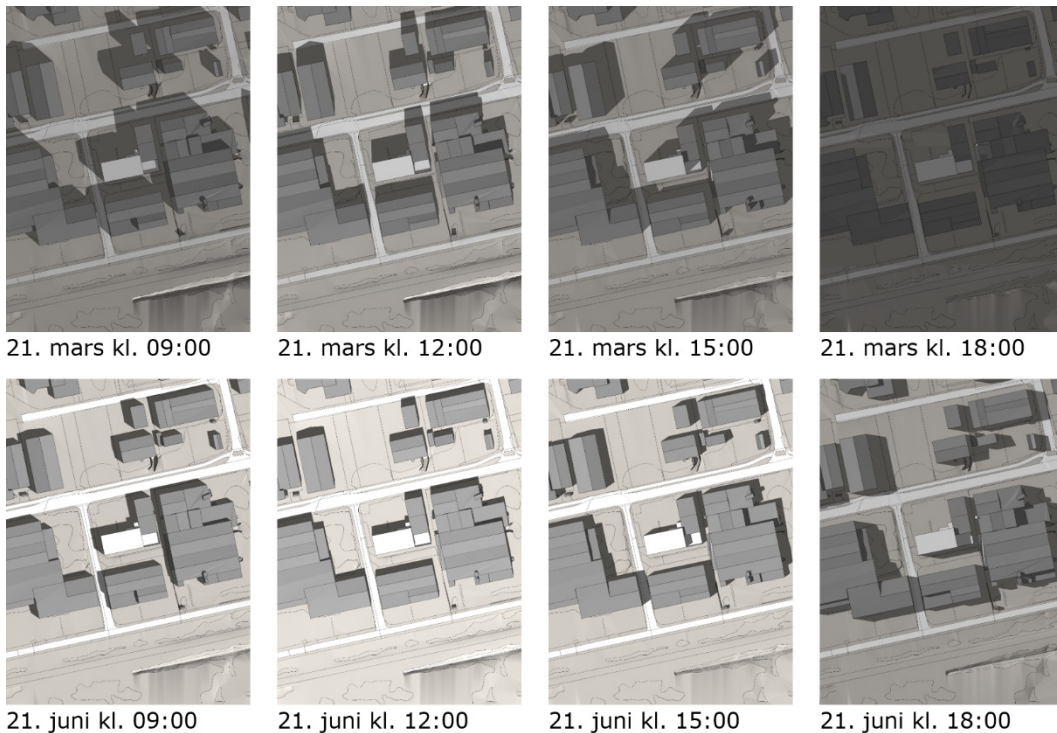 21. mars kl. 09:00
21. mars kl. 12:00
21. mars kl. 15:00
21. mars kl. 18:00
21. juni kl. 09:00
21. juni kl. 12:00
21. juni kl. 15:00
21. juni kl. 18:00